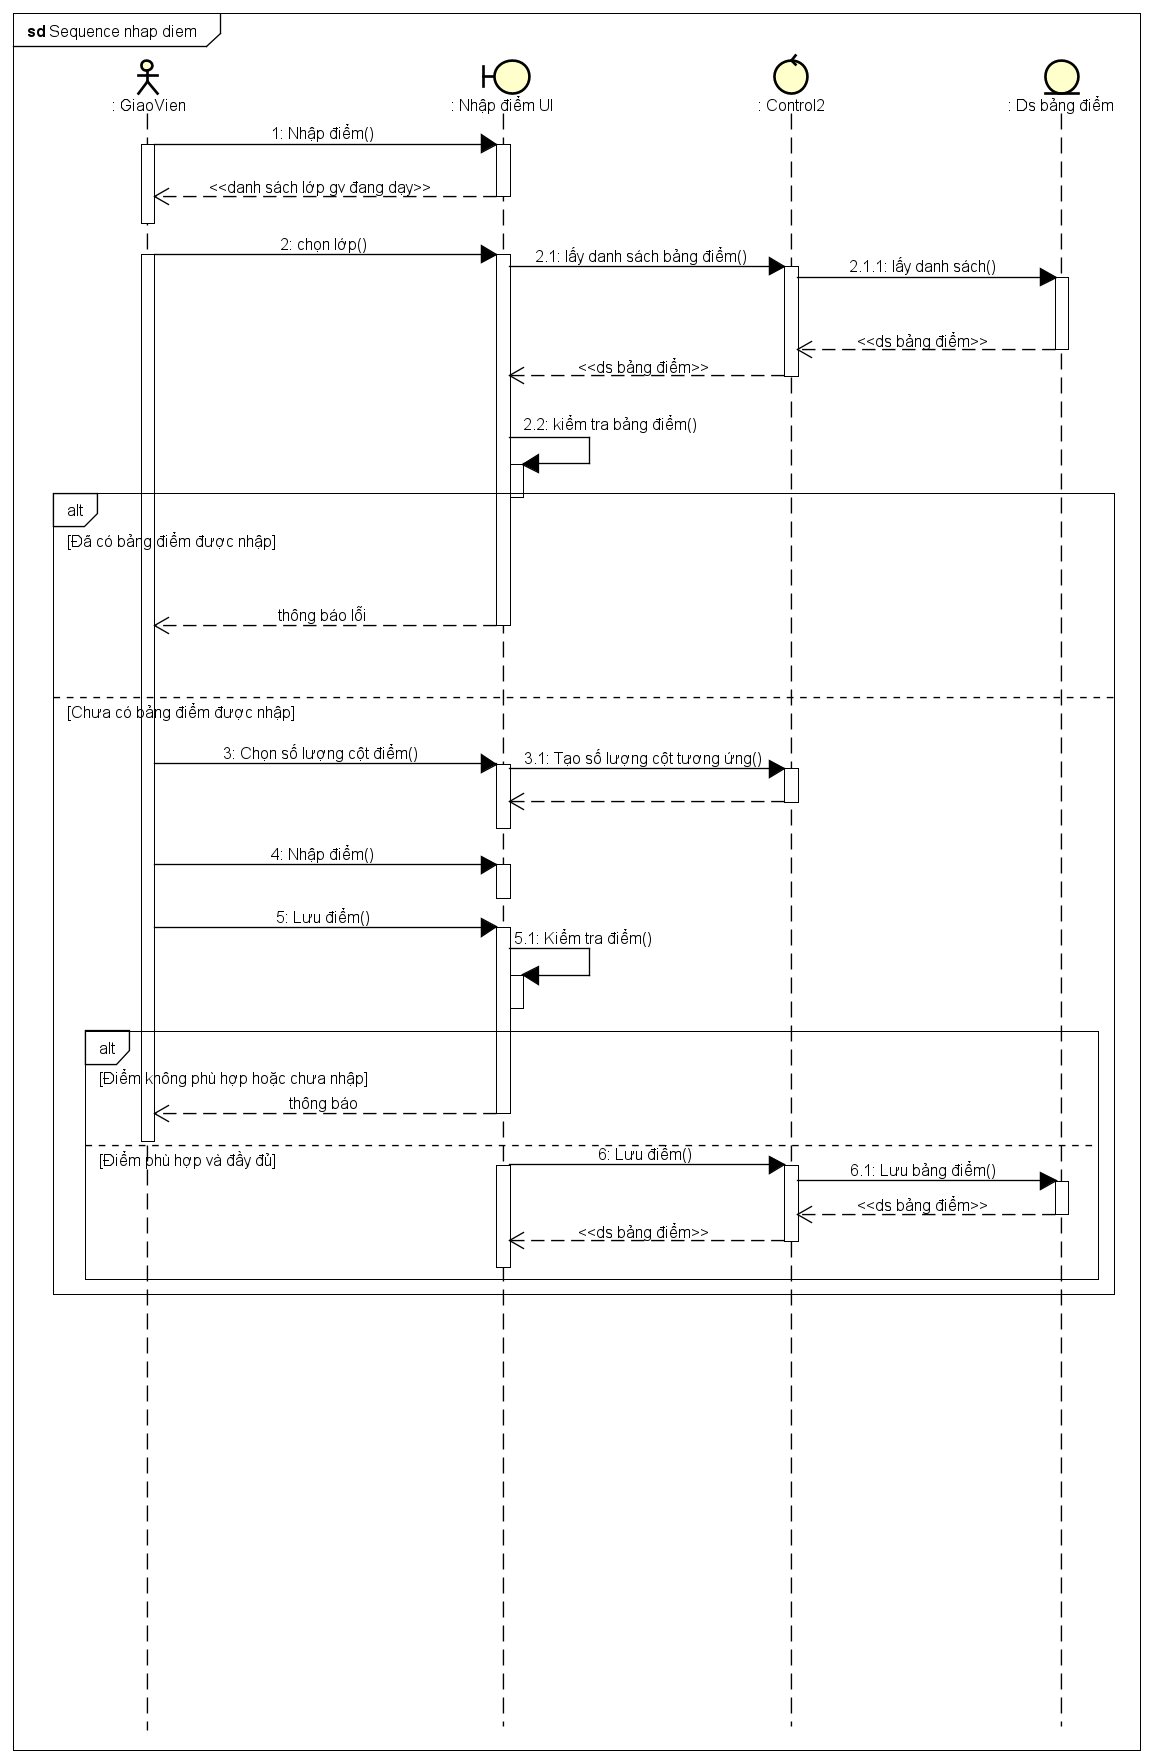 sd Sequence nhap diem
: GiaoVien
: Nhập điểm UI
: Control2
: Ds bảng điểm
1: Nhập điểm()
<<danh sách lớp gv đang dạy>>
2: chọn lớp()
2.1: lấy danh sách bảng điểm()
2.1.1: lấy danh sách()
<<ds bảng điểm>>
<<ds bảng điểm>>
2.2: kiểm tra bảng điểm()
alt
[Đã có bảng điểm được nhập]
thông báo lỗi
[Chưa có bảng điểm được nhập]
3: Chọn số lượng cột điểm()
3.1: Tạo số lượng cột tương ứng()
4: Nhập điểm()
5: Lưu điểm()
5.1: Kiểm tra điểm()
alt
[Điểm không phù hợp hoặc chưa nhập]
thông báo
[Điểm phù hợp và đầy đủ]
6: Lưu điểm()
6.1: Lưu bảng điểm()
<<ds bảng điểm>>
<<ds bảng điểm>>